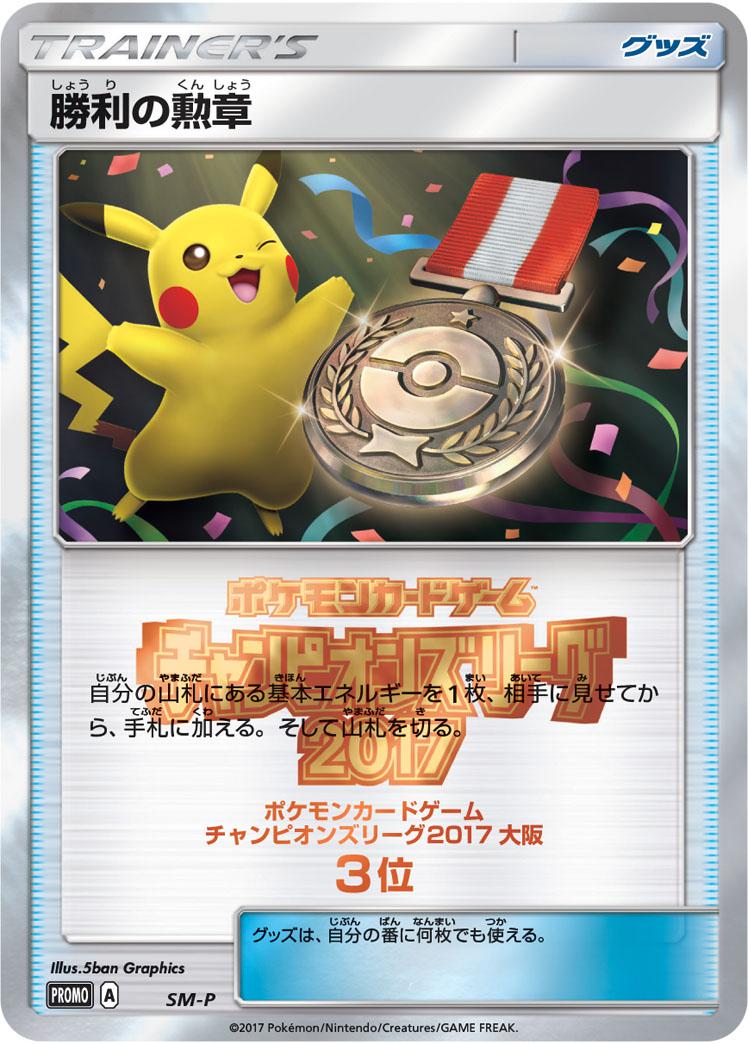 TRAINER'S
グッズ
しょうり くんしょう
勝利の勲章
ポケモンカードゲーム™
チャンピオンズリーグ
2017
じぶん やまふだ きほん まい あいて み
自分の山札にある基本エネルギーを1枚、相手に見せてか
てふだ くわ やまふだ き
ら、手札に加える。そして山札を切る。
ポケモンカードゲーム
チャンピオンズリーグ2017 大阪
3位
じぶん ばん なんまい つか
グッズは、自分の番に何枚でも使える。
Illus.5ban Graphics
PROMO A SM-P
©2017 Pokémon/Nintendo/Creatures/GAME FREAK.